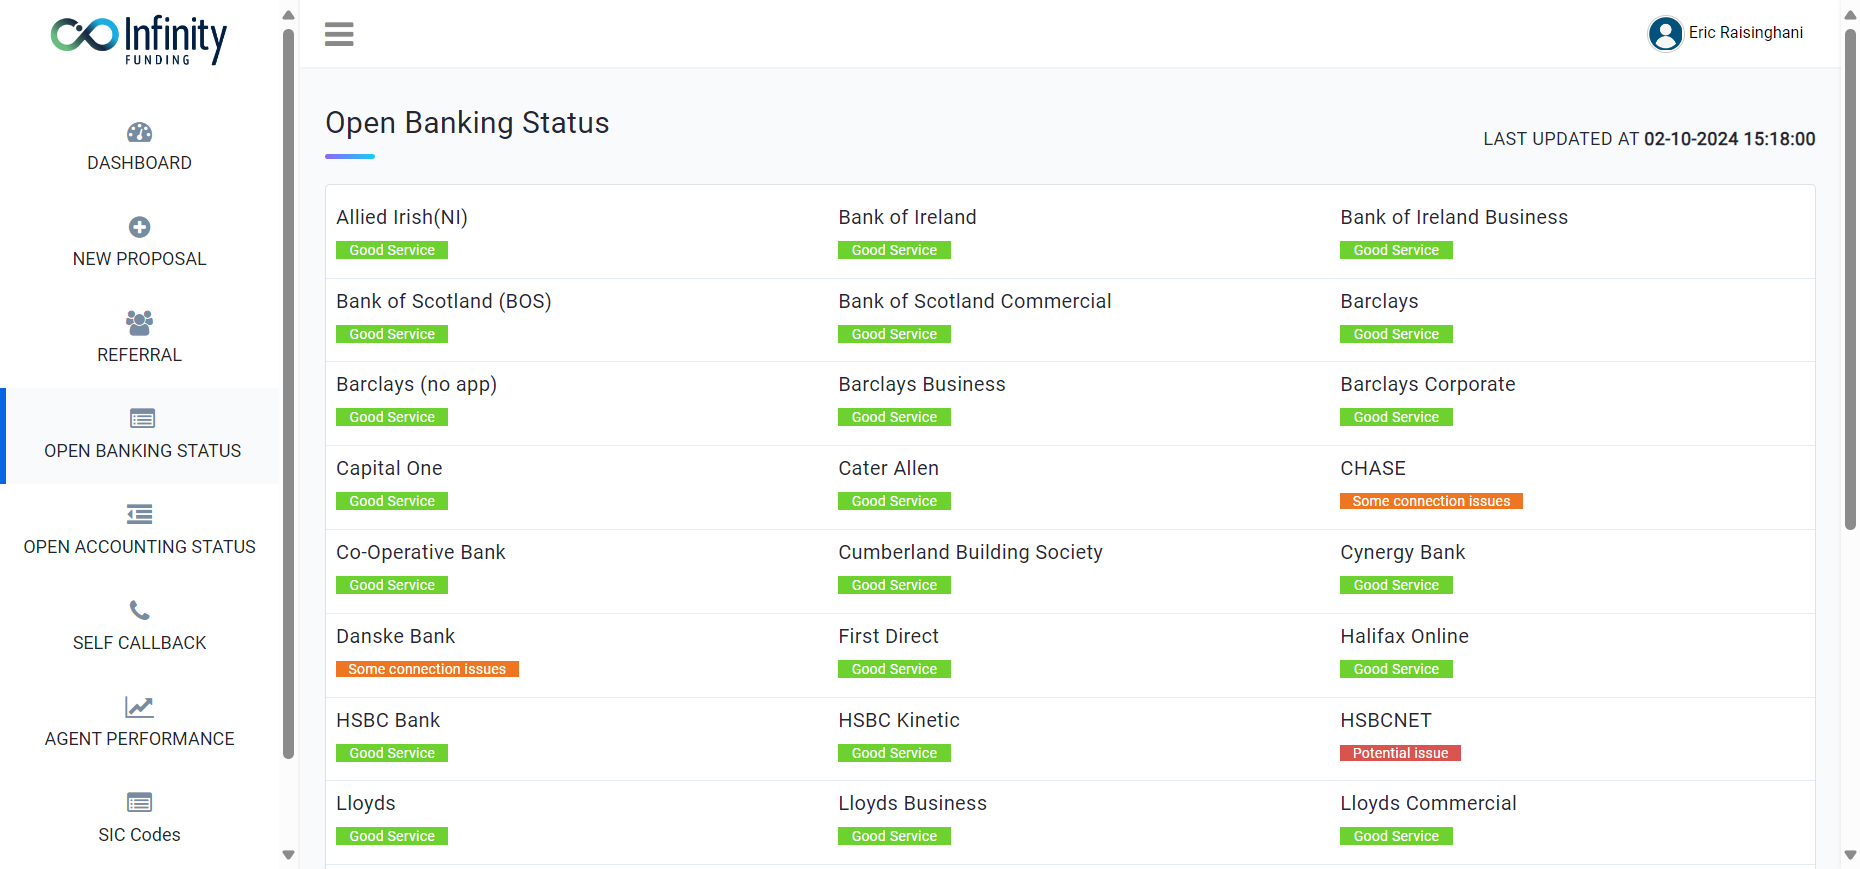 Infinity
FUNDING
Eric Raisinghani
DASHBOARD
NEW PROPOSAL
REFERRAL
OPEN BANKING STATUS
OPEN ACCOUNTING STATUS
SELF CALLBACK
AGENT PERFORMANCE
SIC Codes
Open Banking Status
LAST UPDATED AT 02-10-2024 15:18:00
Allied Irish(NI)
Good Service
Bank of Ireland
Good Service
Bank of Ireland Business
Good Service
Bank of Scotland (BOS)
Good Service
Bank of Scotland Commercial
Good Service
Barclays
Good Service
Barclays (no app)
Good Service
Barclays Business
Good Service
Barclays Corporate
Good Service
Capital One
Good Service
Cater Allen
Good Service
CHASE
Some connection issues
Co-Operative Bank
Good Service
Cumberland Building Society
Good Service
Cynergy Bank
Good Service
Danske Bank
Some connection issues
First Direct
Good Service
Halifax Online
Good Service
HSBC Bank
Good Service
HSBC Kinetic
Good Service
HSBCNET
Potential issue
Lloyds
Good Service
Lloyds Business
Good Service
Lloyds Commercial
Good Service